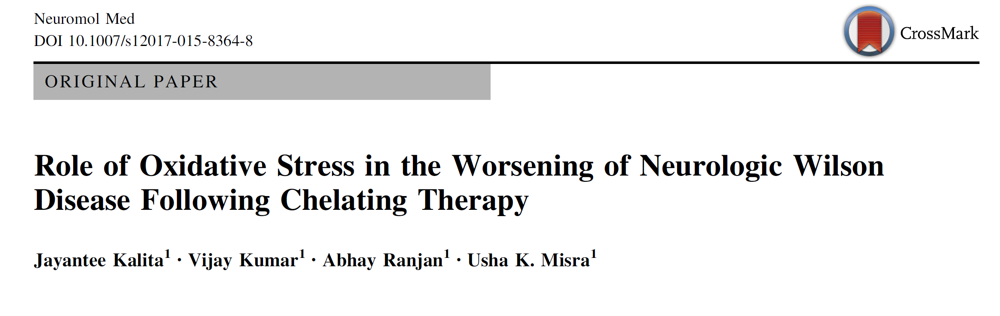 Neuromol Med
DOI 10.1007/s12017-015-8364-8
CrossMark
ORIGINAL PAPER
Role of Oxidative Stress in the Worsening of Neurologic Wilson
Disease Following Chelating Therapy
Jayantee Kalita¹ · Vijay Kumar¹ · Abhay Ranjan¹ · Usha K. Misra¹